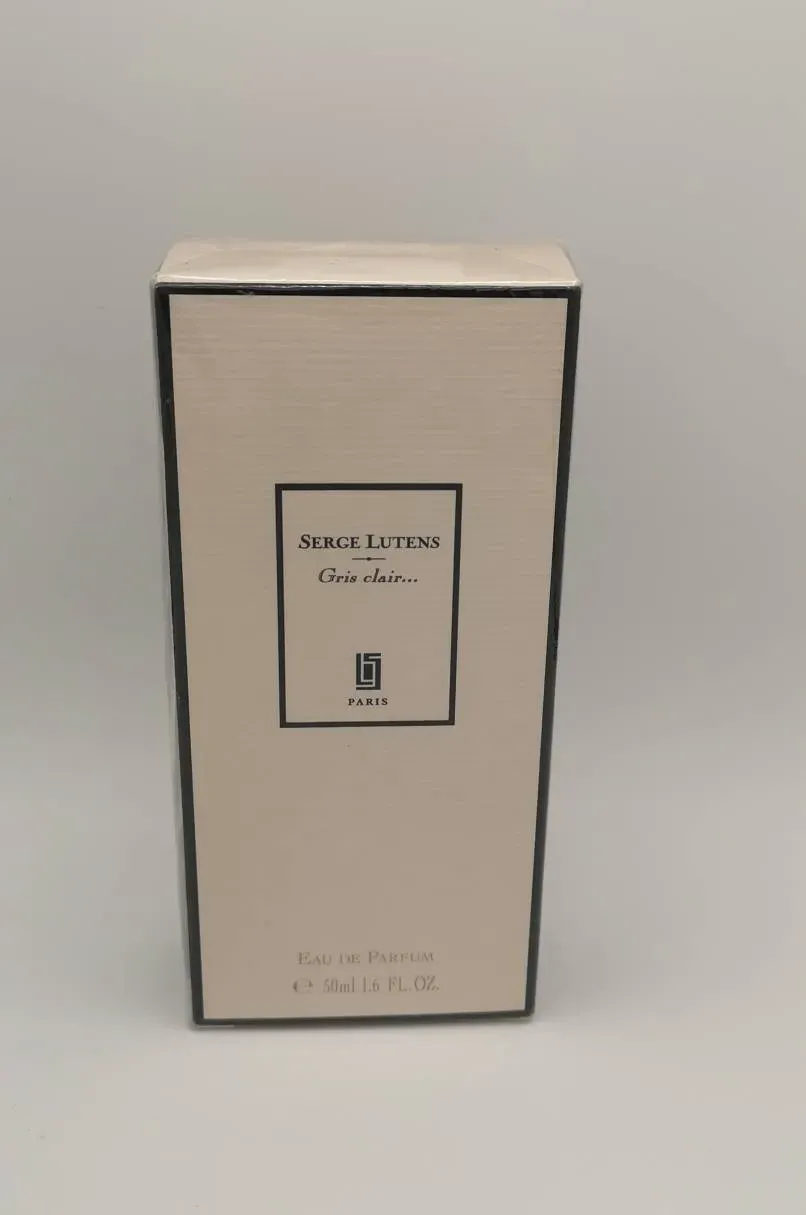 SERGE LUTENS
Gris clair...
PARIS
EAU DE PARFUM
℮ 50ml 1.6 FL.OZ.